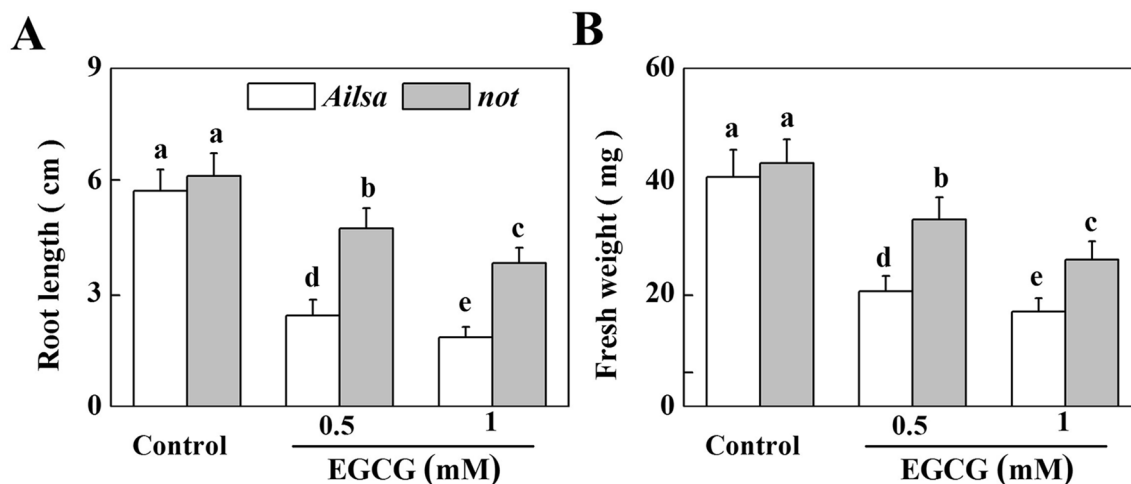 A
Root length ( cm )
9
6
3
0
Ailsa not
a a
d b
e c
Control
0.5 1
EGCG (mM)
B
Fresh weight ( mg )
60
40
20
0
a a
d b
e c
Control
0.5 1
EGCG (mM)